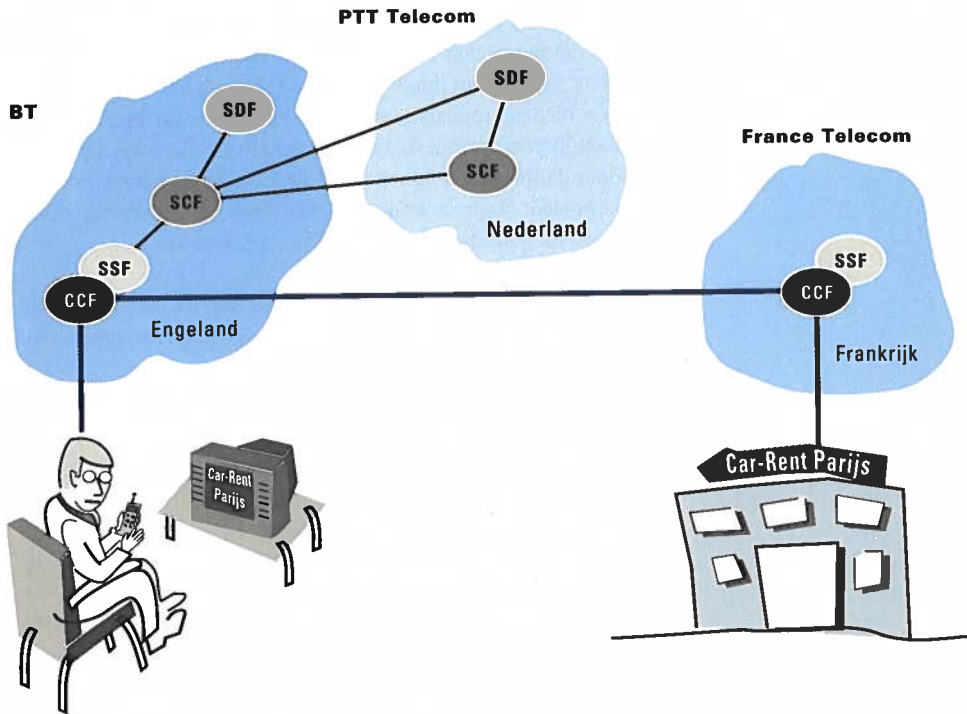 PTT Telecom
BT
SDF
SDF
France Telecom
SCF
SCF
Nederland
SSF
SSF
CCF
CCF
Engeland
Frankrijk
Car-Rent
Parijs
Car-Rent Parijs